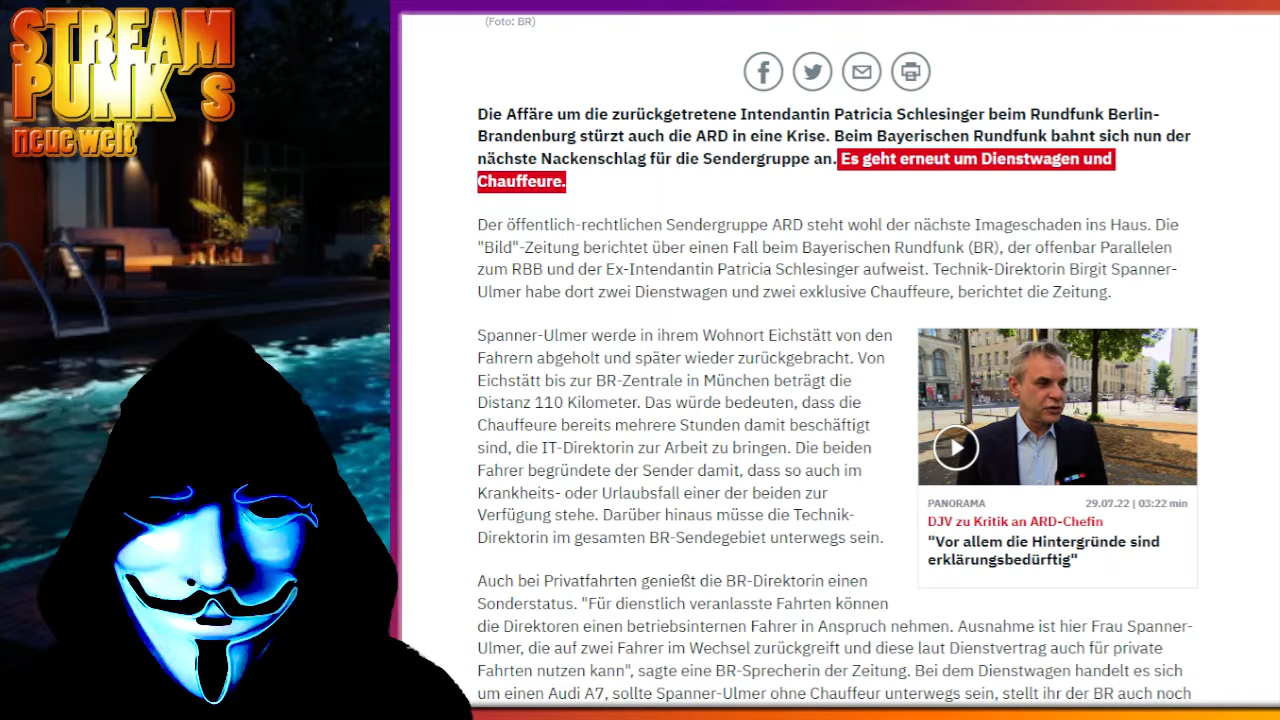 STREAM
PUNK´s
neue welt
(Foto: BR)
Die Affäre um die zurückgetretene Intendantin Patricia Schlesinger beim Rundfunk Berlin-
Brandenburg stürzt auch die ARD in eine Krise. Beim Bayerischen Rundfunk bahnt sich nun der
nächste Nackenschlag für die Sendergruppe an. Es geht erneut um Dienstwagen und
Chauffeure.
Der öffentlich-rechtlichen Sendergruppe ARD steht wohl der nächste Imageschaden ins Haus. Die
"Bild"-Zeitung berichtet über einen Fall beim Bayerischen Rundfunk (BR), der offenbar Parallelen
zum RBB und der Ex-Intendantin Patricia Schlesinger aufweist. Technik-Direktorin Birgit Spanner-
Ulmer habe dort zwei Dienstwagen und zwei exklusive Chauffeure, berichtet die Zeitung.
Spanner-Ulmer werde in ihrem Wohnort Eichstätt von den
Fahrern abgeholt und später wieder zurückgebracht. Von
Eichstätt bis zur BR-Zentrale in München beträgt die
Distanz 110 Kilometer. Das würde bedeuten, dass die
Chauffeure bereits mehrere Stunden damit beschäftigt
sind, die IT-Direktorin zur Arbeit zu bringen. Die beiden
Fahrer begründete der Sender damit, dass so auch im
Krankheits- oder Urlaubsfall einer der beiden zur
Verfügung stehe. Darüber hinaus müsse die Technik-
Direktorin im gesamten BR-Sendegebiet unterwegs sein.
PANORAMA 29.07.22 | 03:22 min
DJV zu Kritik an ARD-Chefin
"Vor allem die Hintergründe sind
erklärungsbedürftig"
Auch bei Privatfahrten genießt die BR-Direktorin einen
Sonderstatus. "Für dienstlich veranlasste Fahrten können
die Direktoren einen betriebsinternen Fahrer in Anspruch nehmen. Ausnahme ist hier Frau Spanner-
Ulmer, die auf zwei Fahrer im Wechsel zurückgreift und diese laut Dienstvertrag auch für private
Fahrten nutzen kann", sagte eine BR-Sprecherin der Zeitung. Bei dem Dienstwagen handelt es sich
um einen Audi A7, sollte Spanner-Ulmer ohne Chauffeur unterwegs sein, stellt ihr der BR auch noch